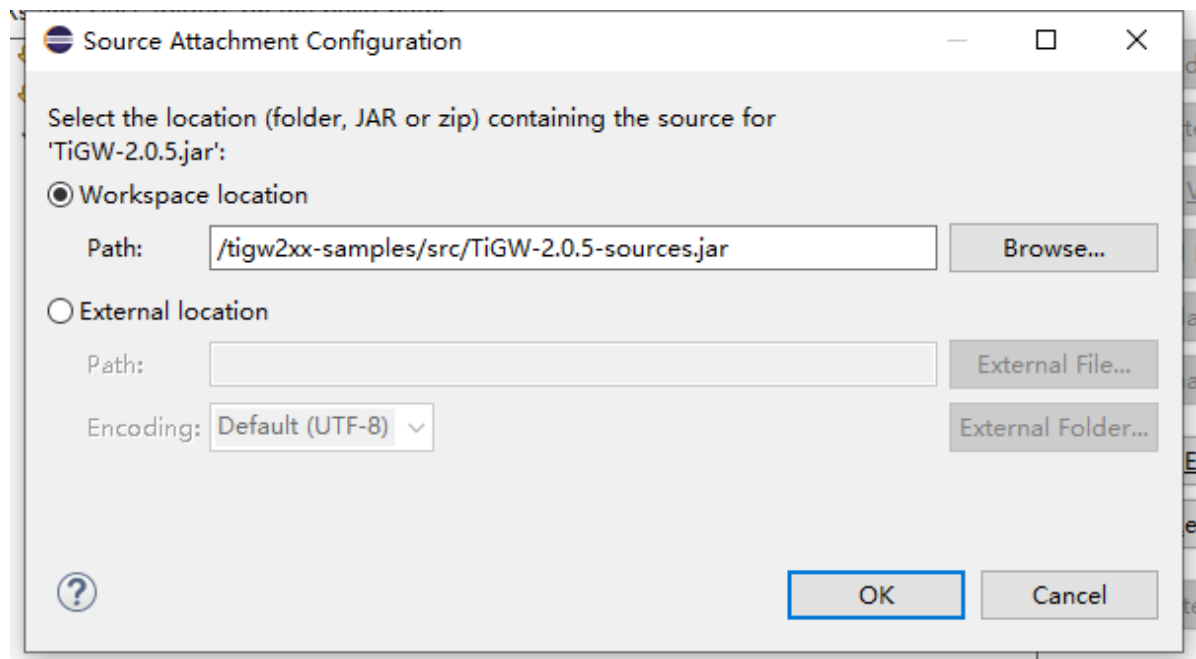 Source Attachment Configuration
Select the location (folder, JAR or zip) containing the source for
'TiGW-2.0.5.jar':
Workspace location
Path: /tigw2xx-samples/src/TiGW-2.0.5-sources.jar Browse...
External location
Path: External File...
Encoding: Default (UTF-8) External Folder...
OK Cancel